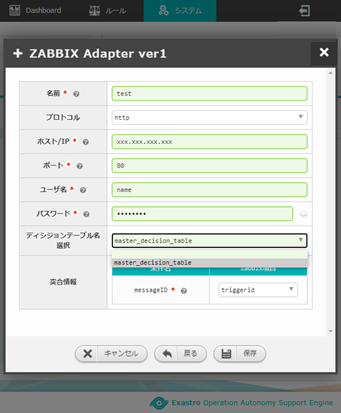 Dashboard ルール システム
+ ZABBIX Adapter ver1 ×
名前 * test
プロトコル http
ホスト/IP * xxx.xxx.xxx.xxx
ポート * 80
ユーザ名 * name
パスワード * ••••••••
ディシジョンテーブル名
選択
master_decision_table
master_decision_table
突合情報
messageID * triggerid
キャンセル 戻る 保存
Exastro Operation Autonomy Support Engine